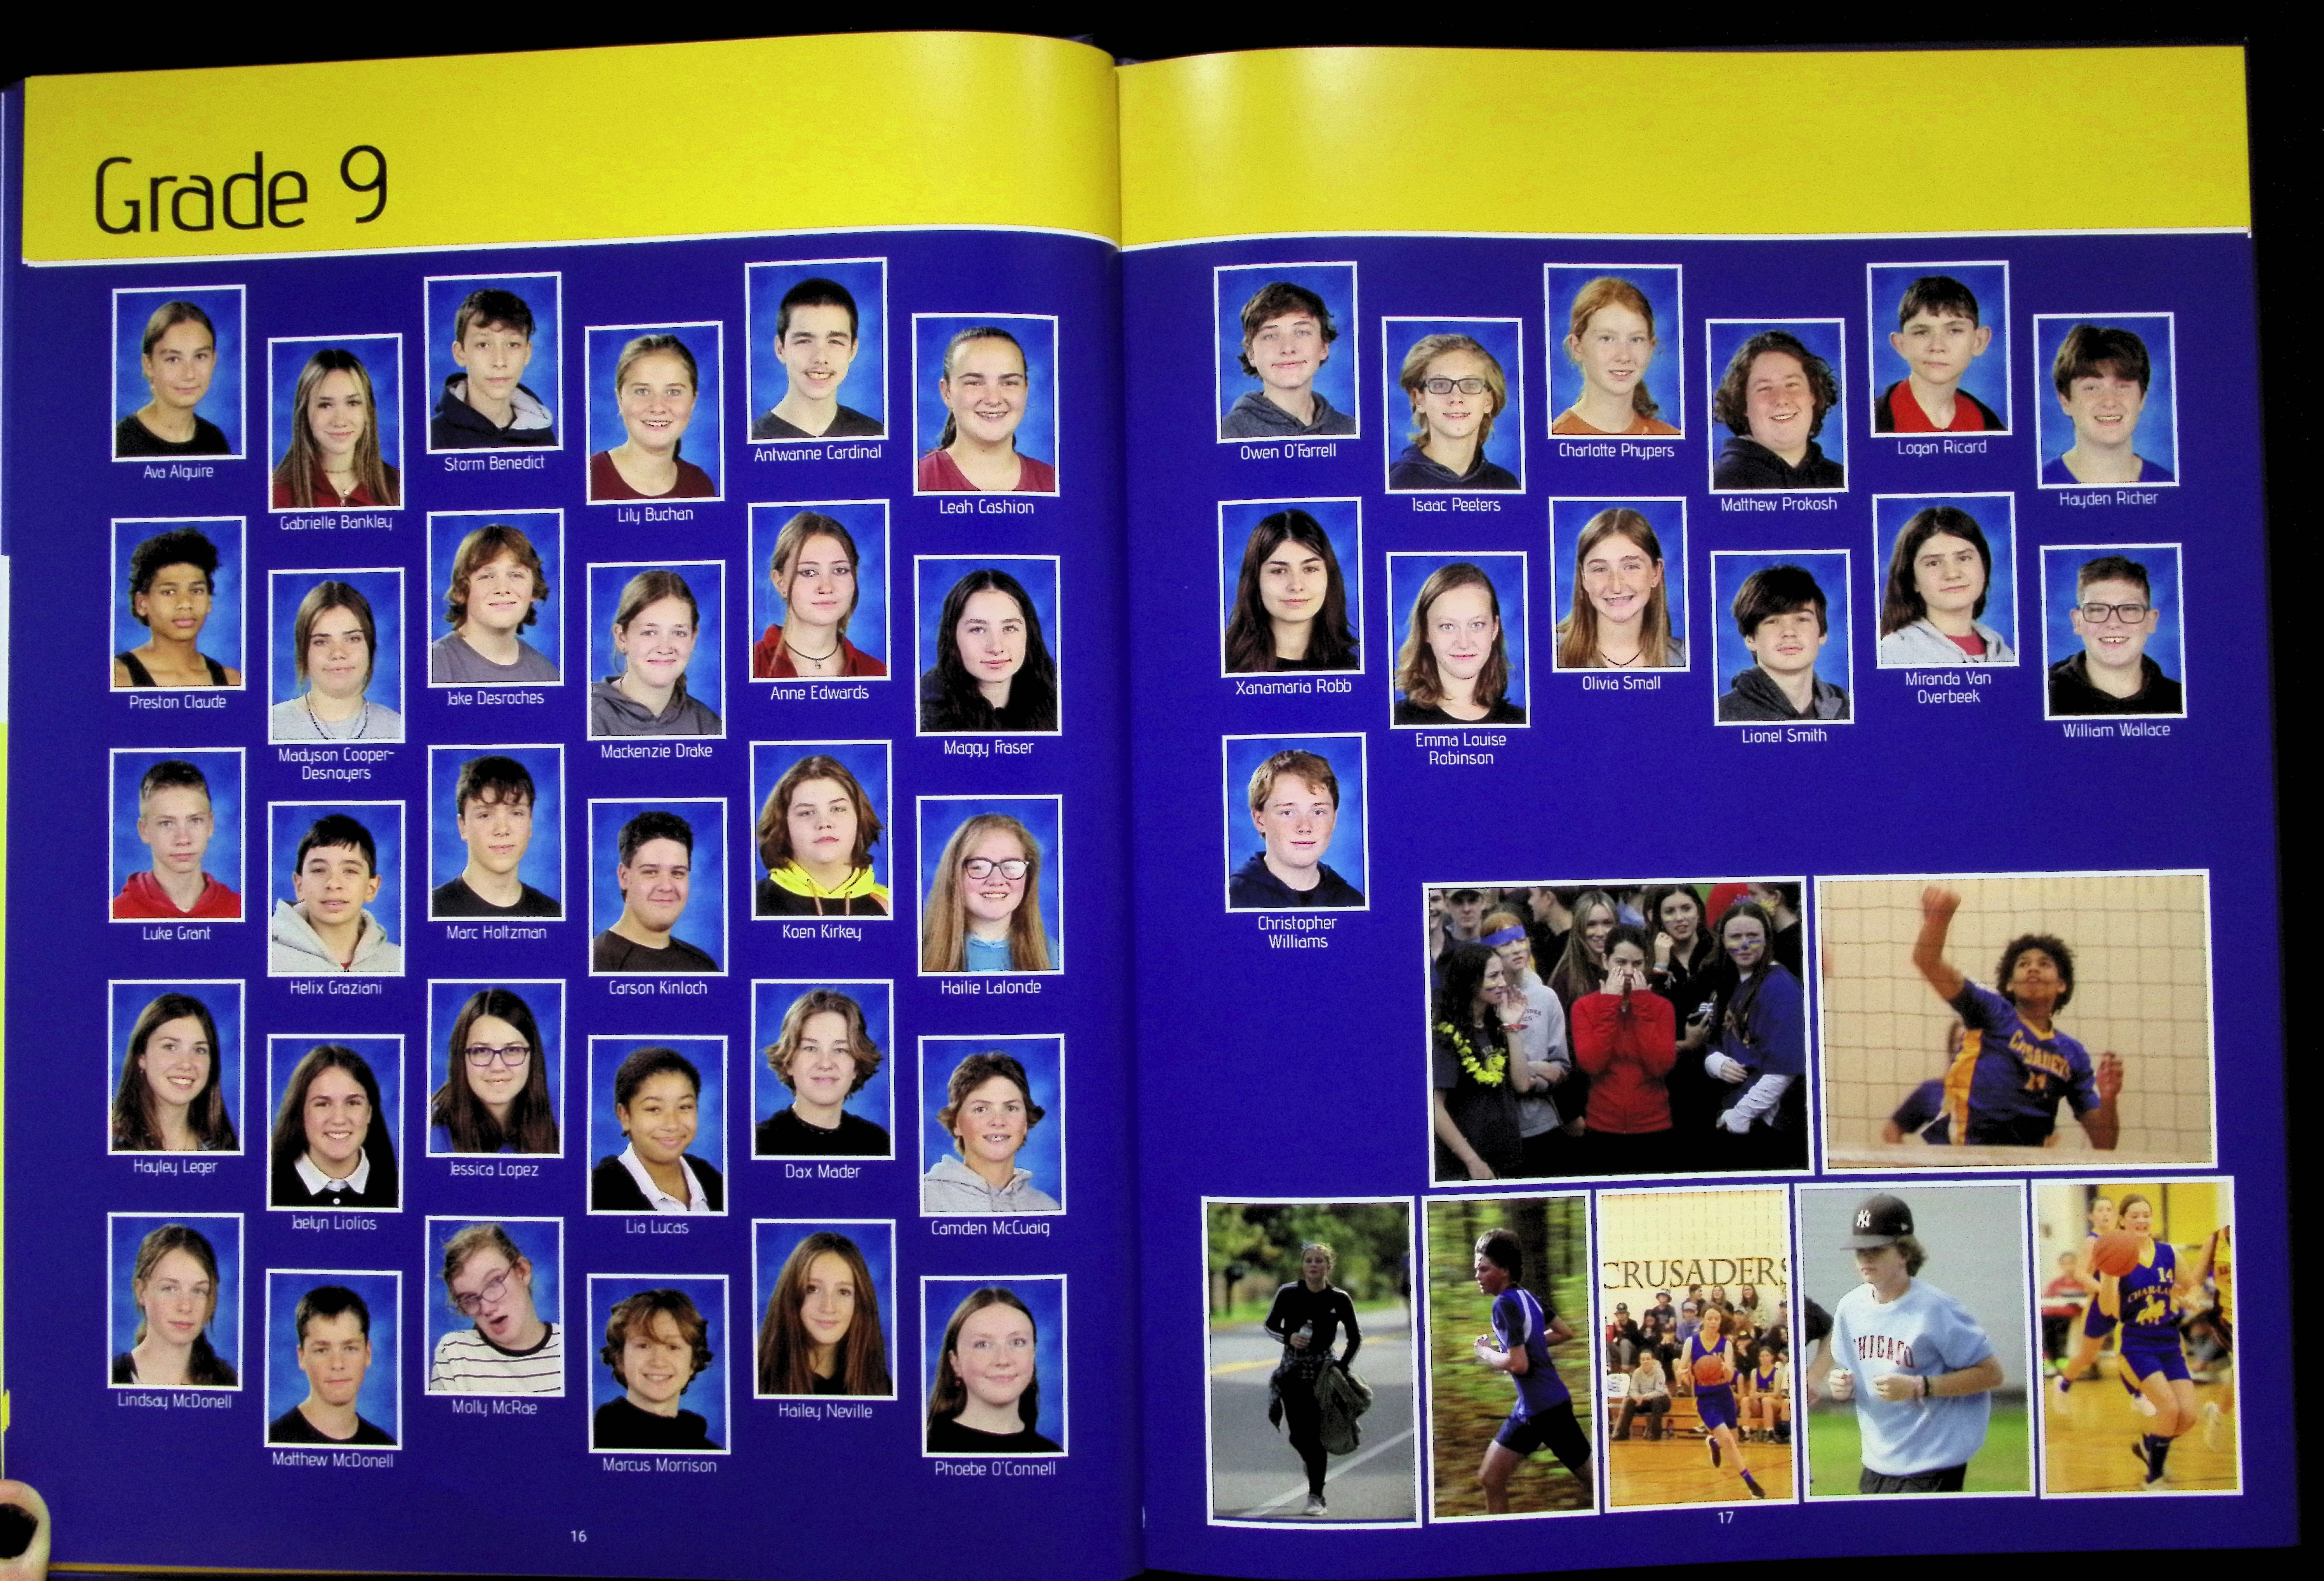 Grade 9
Ava Alguire
Gabrielle Bankley
Storm Benedict
Lily Buchan
Antwanne Cardinal
Leah Cashion
Preston Claude
Madyson Cooper-
Desnoyers
Jake Desroches
Mackenzie Drake
Anne Edwards
Maggy Fraser
Luke Grant
Helix Graziani
Marc Holtzman
Carson Kinloch
Koen Kirkey
Hailie Lalonde
Hayley Leger
Jaelyn Liolios
Jessica Lopez
Lia Lucas
Dax Mader
Camden McCuaig
Lindsay McDonell
Matthew McDonell
Molly McRae
Marcus Morrison
Hailey Neville
Phoebe O'Connell
16
Owen O'Farrell
Isaac Peeters
Charlotte Phypers
Matthew Prokosh
Logan Ricard
Hayden Richer
Xanamaria Robb
Emma Louise
Robinson
Olivia Small
Lionel Smith
Miranda Van
Overbeek
William Wallace
Christopher
Williams
CRUSADERS
CHICAGO
14
17